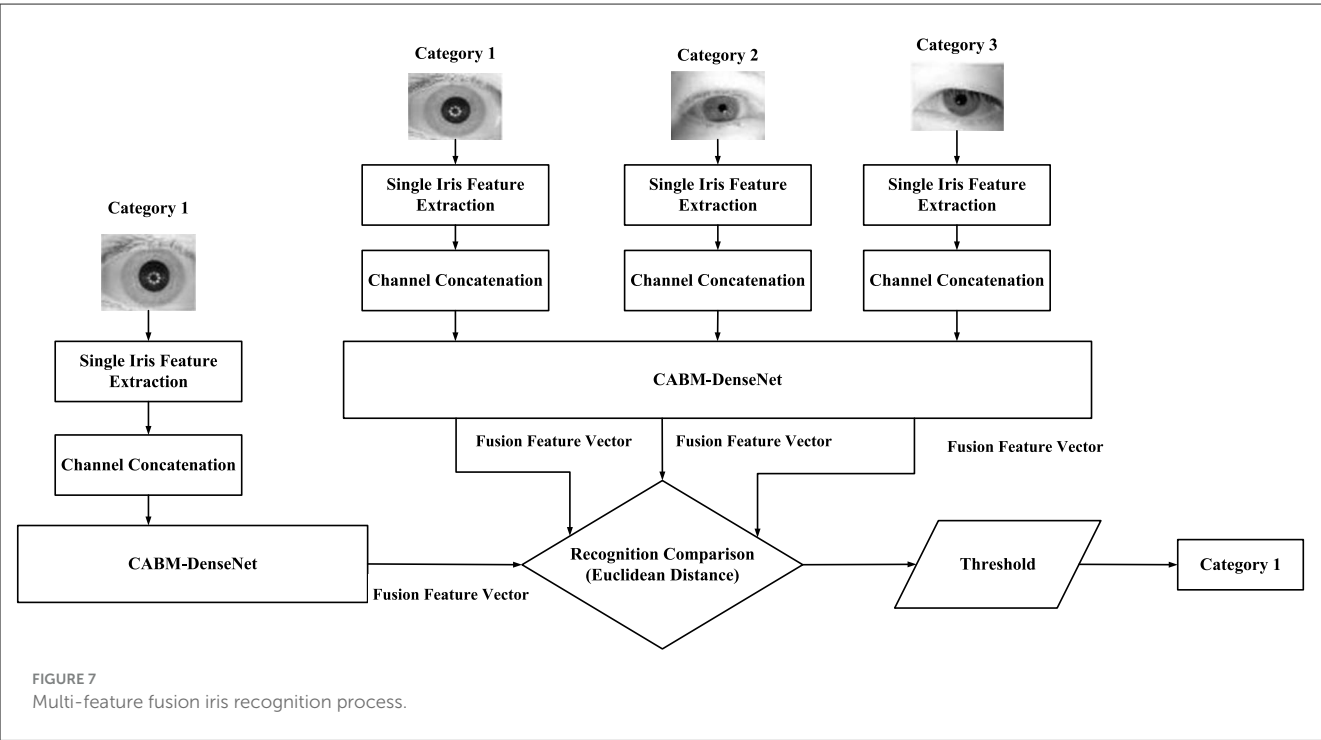 Category 1
Category 2
Category 3
Single Iris Feature
Extraction
Single Iris Feature
Extraction
Single Iris Feature
Extraction
Channel Concatenation
Channel Concatenation
Channel Concatenation
CABM-DenseNet
Fusion Feature Vector
Fusion Feature Vector
Fusion Feature Vector
Category 1
Single Iris Feature
Extraction
Channel Concatenation
CABM-DenseNet
Fusion Feature Vector
Recognition Comparison
(Euclidean Distance)
Threshold
Category 1
FIGURE 7
Multi-feature fusion iris recognition process.